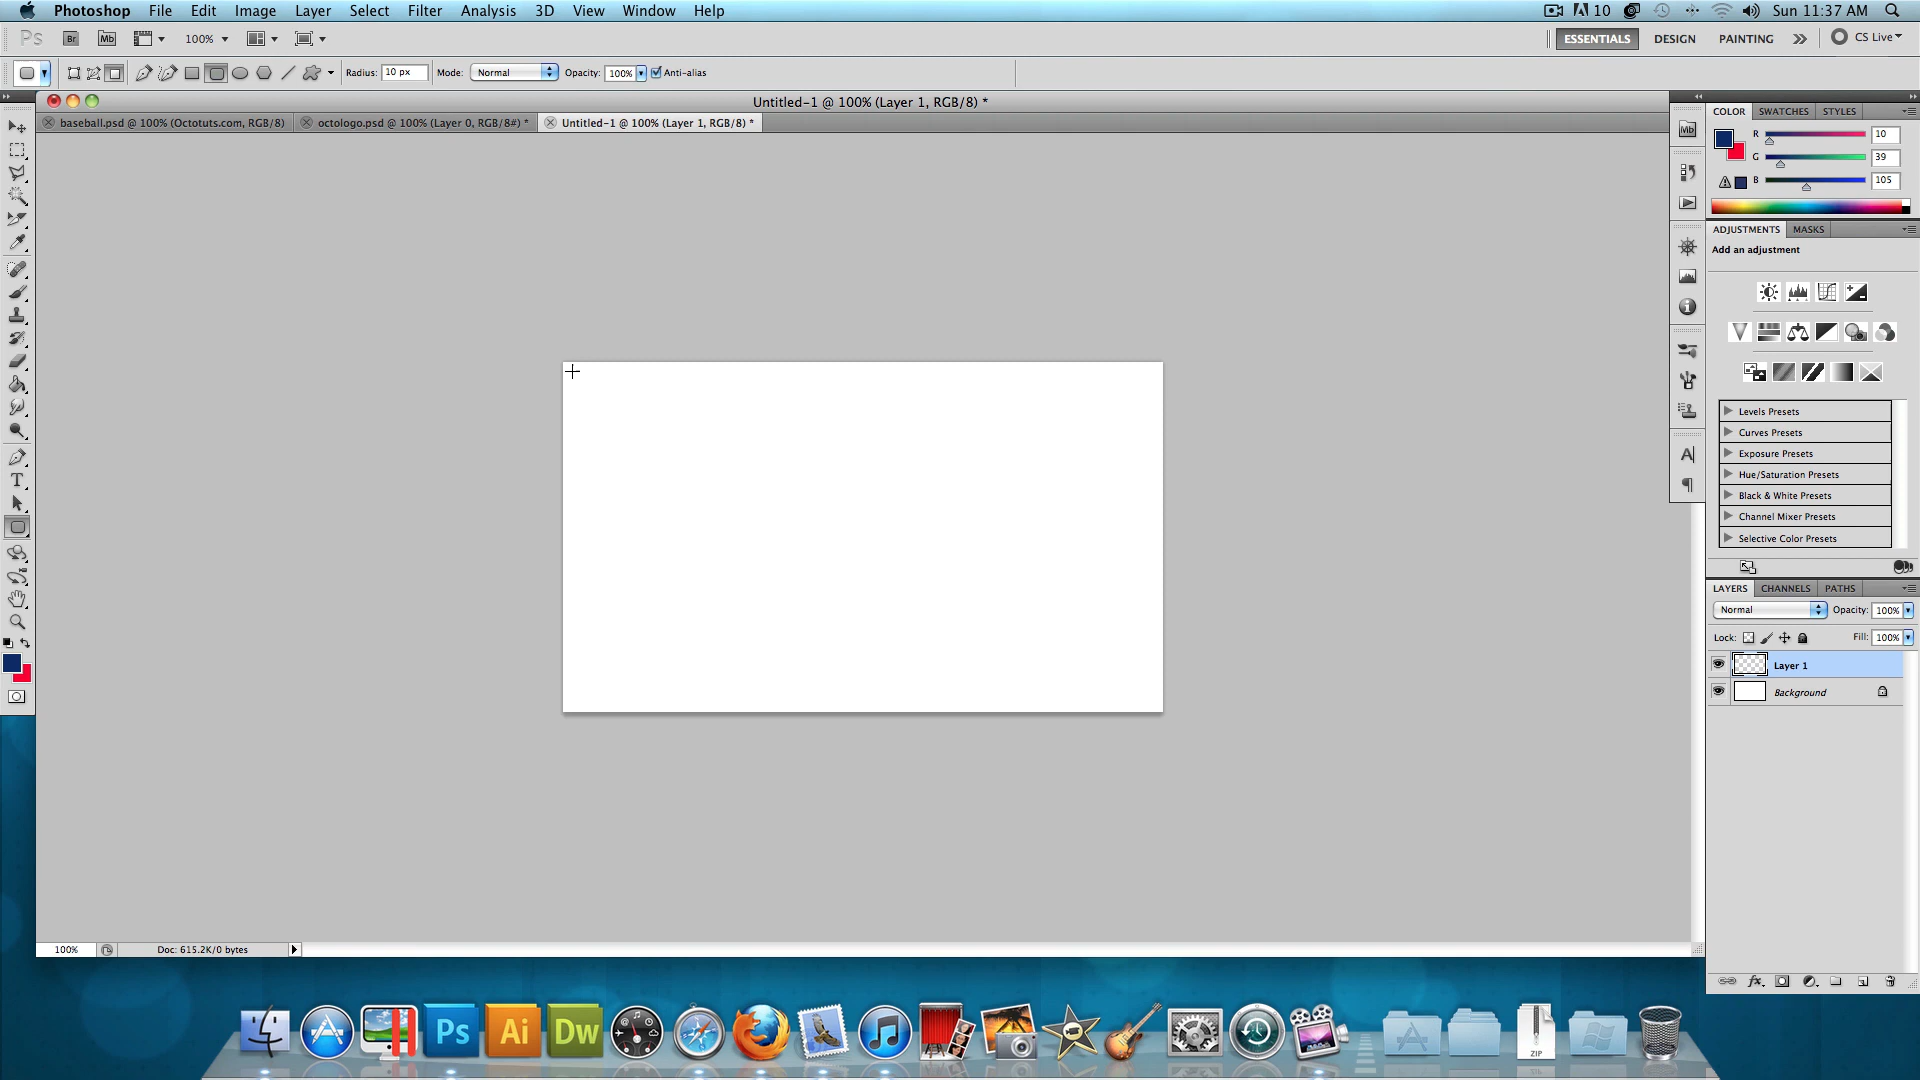 Photoshop File Edit Image Layer Select Filter Analysis 3D View Window Help 10 Sun 11:37 AM
Ps Br Mb 100% ESSENTIALS DESIGN PAINTING CS Live
Radius: 10 px Mode: Normal Opacity: 100% Anti-alias
Untitled-1 @ 100% (Layer 1, RGB/8) *
baseball.psd @ 100% (Octotuts.com, RGB/8) octologo.psd @ 100% (Layer 0, RGB/8#) * Untitled-1 @ 100% (Layer 1, RGB/8) *
COLOR SWATCHES STYLES
Mb
R 10
G 39
B 105
ADJUSTMENTS MASKS
Add an adjustment
Levels Presets
Curves Presets
Exposure Presets
Hue/Saturation Presets
Black & White Presets
Channel Mixer Presets
Selective Color Presets
LAYERS CHANNELS PATHS
Normal Opacity: 100%
Lock: Fill: 100%
Layer 1
Background
100% Doc: 615.2K/0 bytes
fx
Ps Ai Dw
ZIP